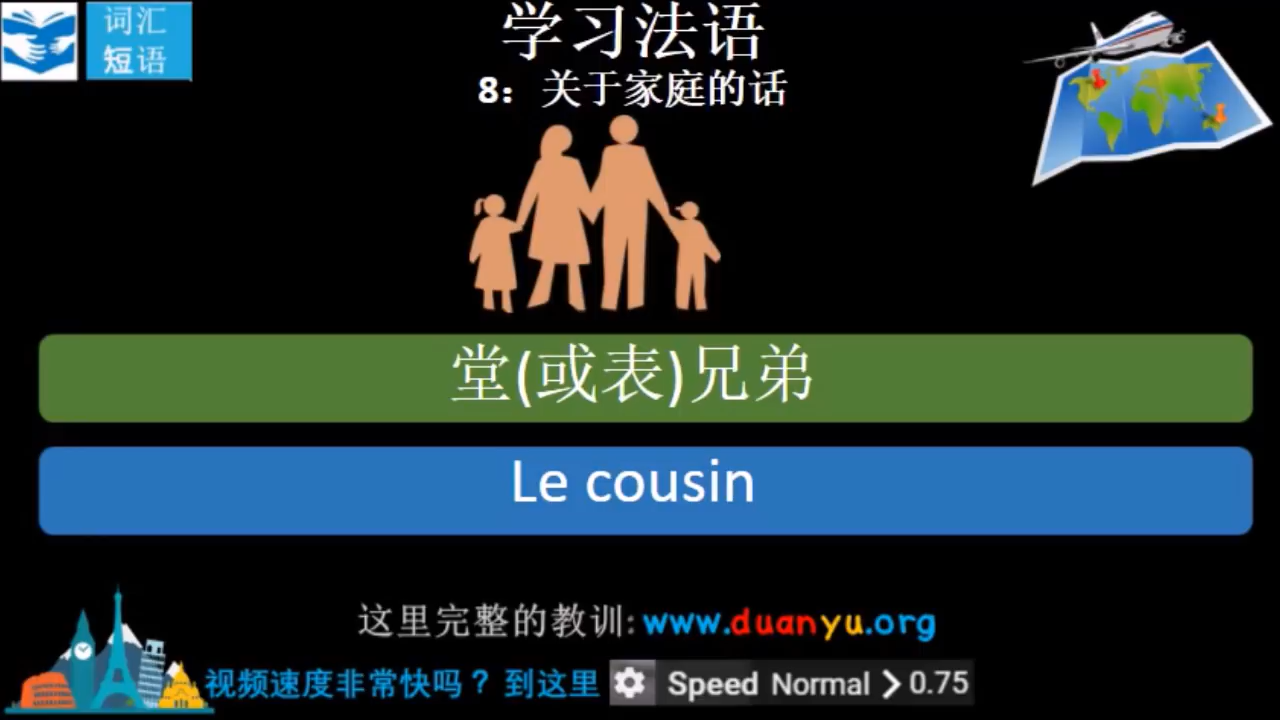 词汇
短语
学习法语
8：关于家庭的话
堂(或表)兄弟
Le cousin
这里完整的教训: www.duanyu.org
视频速度非常快吗？ 到这里 Speed Normal > 0.75